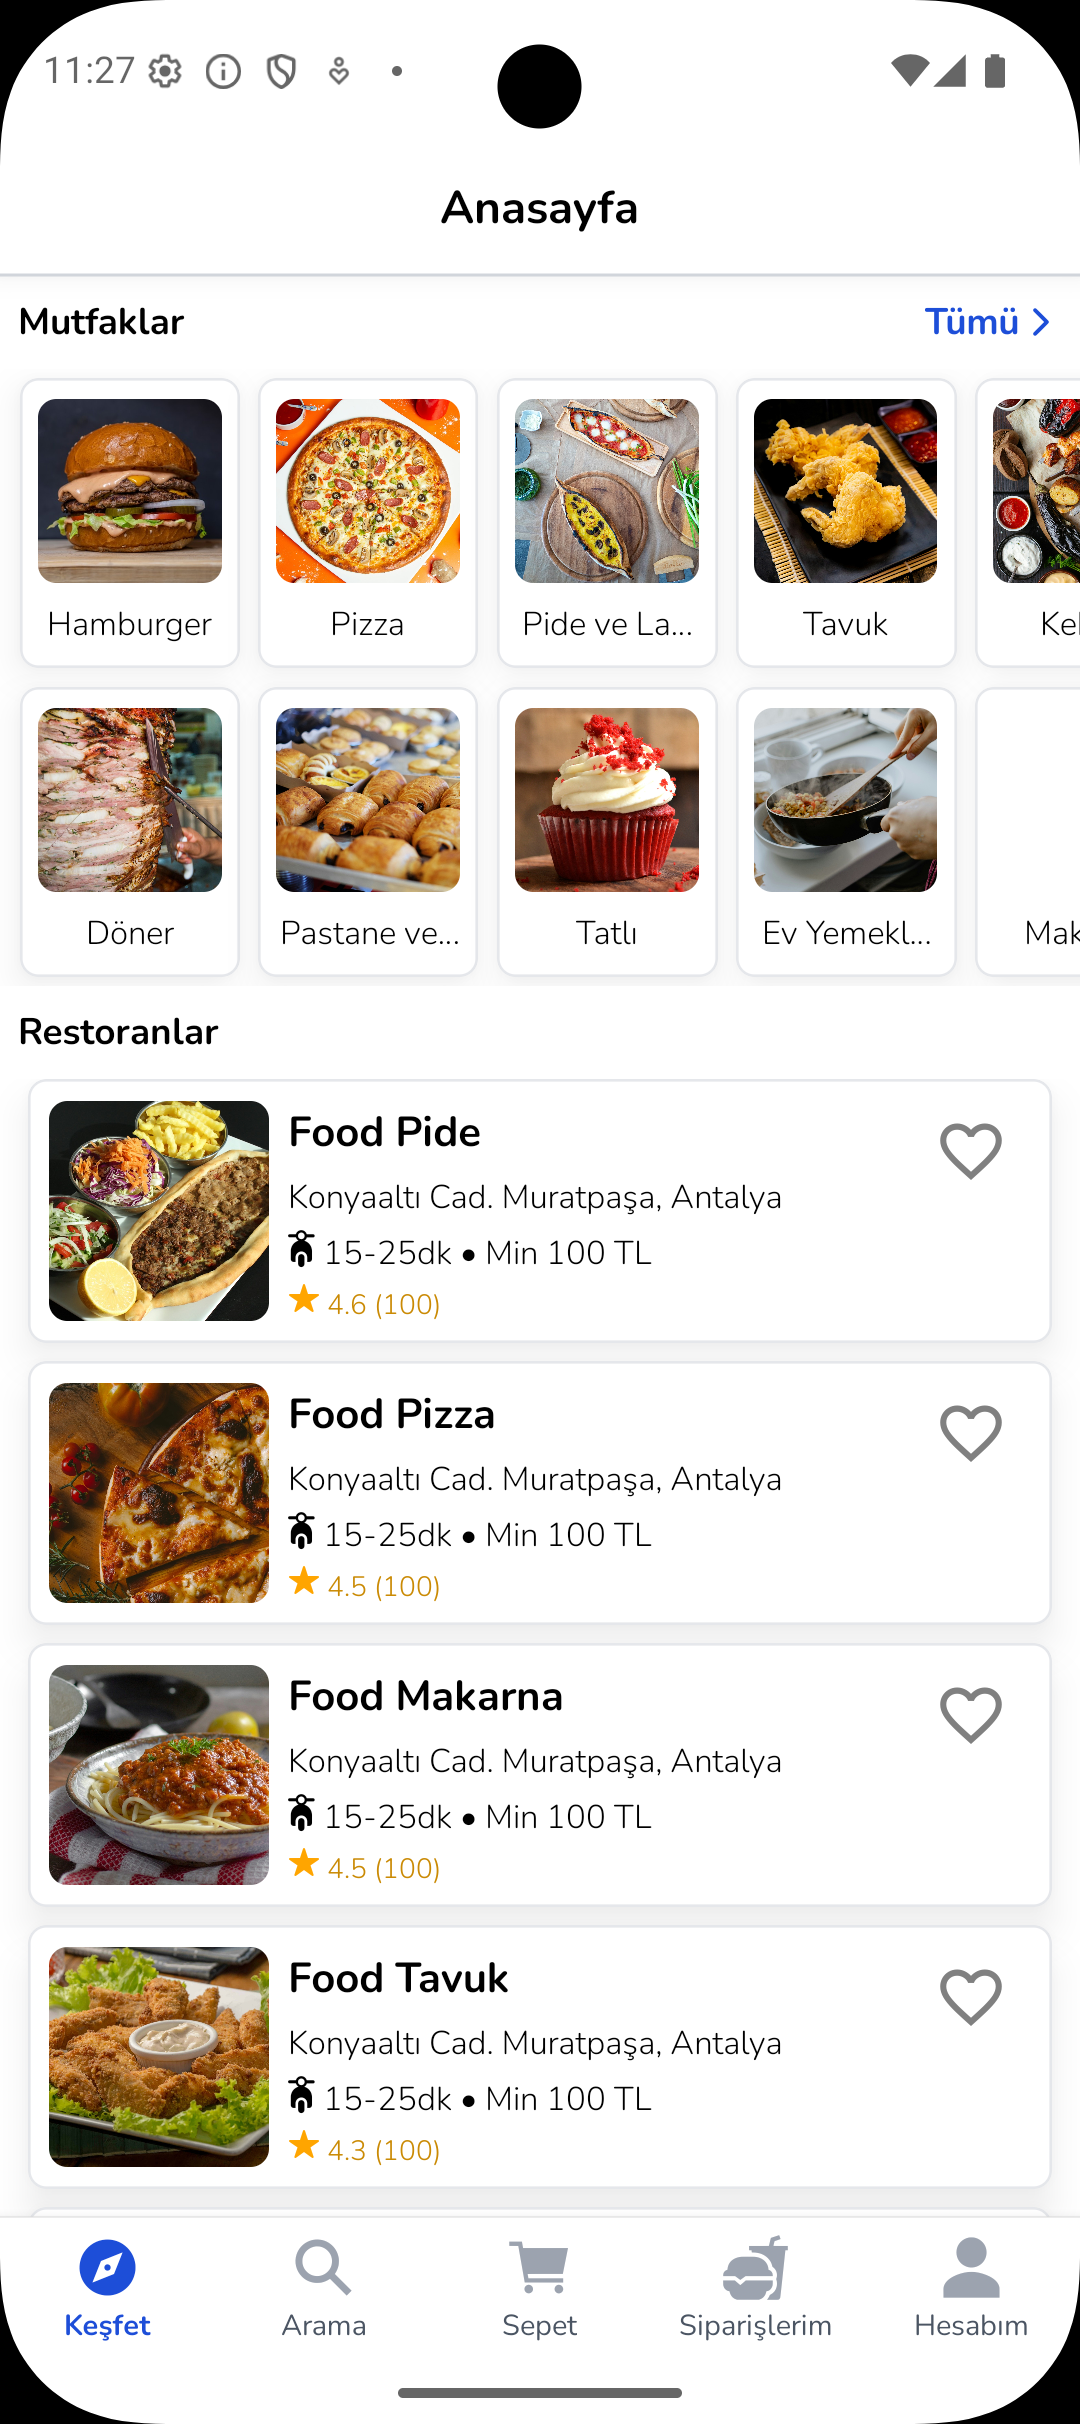 11:27
Anasayfa
Mutfaklar
Tümü
Hamburger
Pizza
Pide ve La...
Tavuk
Döner
Pastane ve...
Tatlı
Ev Yemekl...
Mak
Restoranlar
Food Pide
Konyaaltı Cad. Muratpaşa, Antalya
15-25dk • Min 100 TL
4.6 (100)
Food Pizza
Konyaaltı Cad. Muratpaşa, Antalya
15-25dk • Min 100 TL
4.5 (100)
Food Makarna
Konyaaltı Cad. Muratpaşa, Antalya
15-25dk • Min 100 TL
4.5 (100)
Food Tavuk
Konyaaltı Cad. Muratpaşa, Antalya
15-25dk • Min 100 TL
4.3 (100)
Keşfet
Arama
Sepet
Siparişlerim
Hesabım